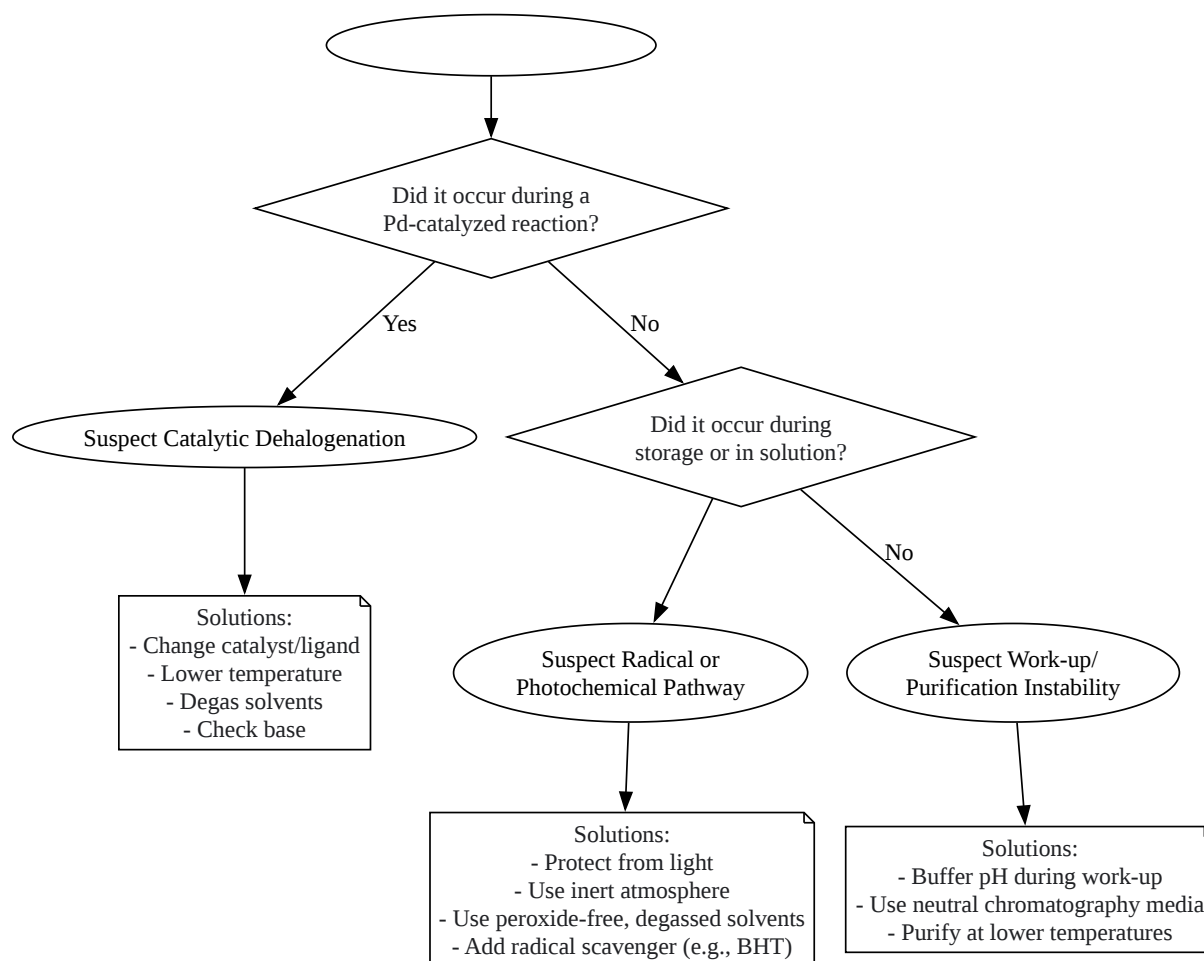 Did it occur during a
Pd-catalyzed reaction?
Yes
No
Suspect Catalytic Dehalogenation
Did it occur during
storage or in solution?
No
Solutions:
- Change catalyst/ligand
- Lower temperature
- Degas solvents
- Check base
Suspect Radical or
Photochemical Pathway
Suspect Work-up/
Purification Instability
Solutions:
- Protect from light
- Use inert atmosphere
- Use peroxide-free, degassed solvents
- Add radical scavenger (e.g., BHT)
Solutions:
- Buffer pH during work-up
- Use neutral chromatography media
- Purify at lower temperatures